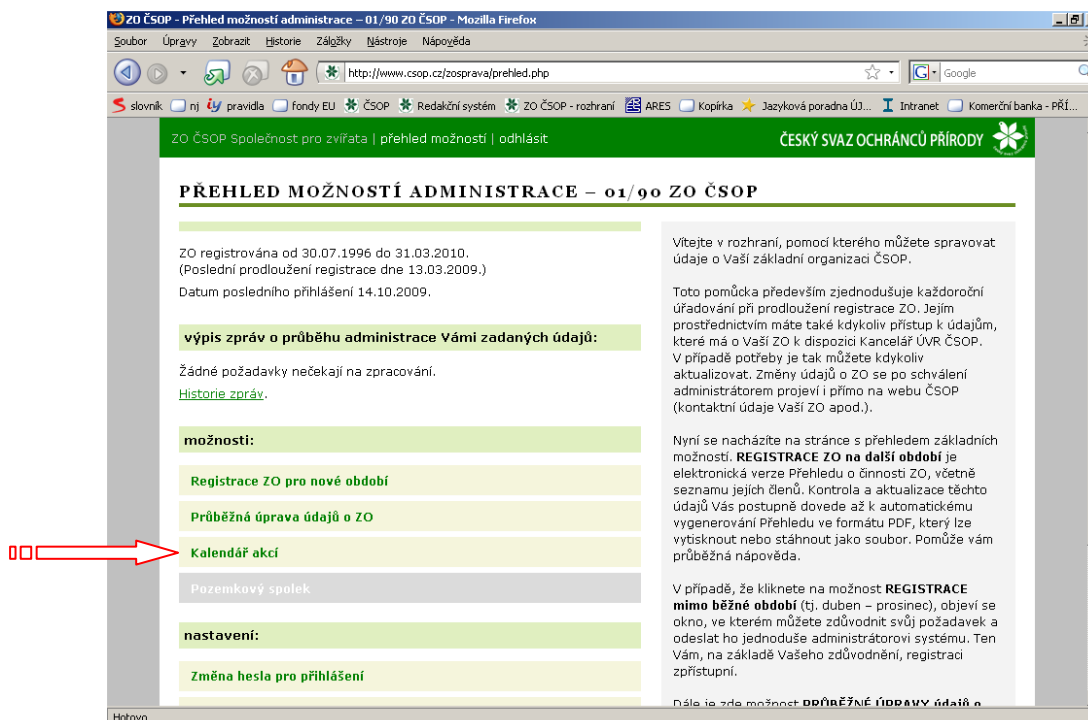 ZO ČSOP - Přehled možností administrace – 01/90 ZO ČSOP - Mozilla Firefox
Soubor Úpravy Zobrazit Historie Záložky Nástroje Nápověda
http://www.csop.cz/zosprava/prehled.php
Google
slovník nj pravidla fondy EU ČSOP Redakční systém ZO ČSOP - rozhraní ARES Kopírka Jazyková poradna ÚJ... Intranet Komerční banka - PŘÍ...
ZO ČSOP Společnost pro zvířata | přehled možností | odhlásit
ČESKÝ SVAZ OCHRÁNCŮ PŘÍRODY
PŘEHLED MOŽNOSTÍ ADMINISTRACE – 01/90 ZO ČSOP
ZO registrována od 30.07.1996 do 31.03.2010.
(Poslední prodloužení registrace dne 13.03.2009.)
Datum posledního přihlášení 14.10.2009.
výpis zpráv o průběhu administrace Vámi zadaných údajů:
Žádné požadavky nečekají na zpracování.
Historie zpráv.
možnosti:
Registrace ZO pro nové období
Průběžná úprava údajů o ZO
Kalendář akcí
Pozemkový spolek
nastavení:
Změna hesla pro přihlášení
Vítejte v rozhraní, pomocí kterého můžete spravovat
údaje o Vaší základní organizaci ČSOP.
Toto pomůcka především zjednodušuje každoroční
úřadování při prodloužení registrace ZO. Jejím
prostřednictvím máte také kdykoliv přístup k údajům,
které má o Vaší ZO k dispozici Kancelář ÚVR ČSOP.
V případě potřeby je tak můžete kdykoliv
aktualizovat. Změny údajů o ZO se po schválení
administrátorem projeví i přímo na webu ČSOP
(kontaktní údaje Vaší ZO apod.).
Nyní se nacházíte na stránce s přehledem základních
možností. REGISTRACE ZO na další období je
elektronická verze Přehledu o činnosti ZO, včetně
seznamu jejích členů. Kontrola a aktualizace těchto
údajů Vás postupně dovede až k automatickému
vygenerování Přehledu ve formátu PDF, který lze
vytisknout nebo stáhnout jako soubor. Pomůže vám
průběžná nápověda.
V případě, že kliknete na možnost REGISTRACE
mimo běžné období (tj. duben – prosinec), objeví se
okno, ve kterém můžete zdůvodnit svůj požadavek a
odeslat ho jednoduše administrátorovi systému. Ten
Vám, na základě Vašeho zdůvodnění, registraci
zpřístupní.
Dále je zde možnost PRŮBĚŽNÉ ÚPRAVY údajů o
Hotovo